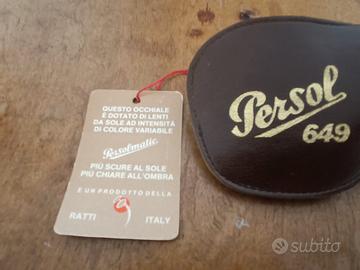 QUESTO OCCHIALE
È DOTATO DI LENTI
DA SOLE AD INTENSITÀ
DI COLORE VARIABILE
Persolmatic
PIÙ SCURE AL SOLE
PIÙ CHIARE ALL'OMBRA
E UN PRODOTTO DELLA
RATTI ITALY
Persol
649
subito